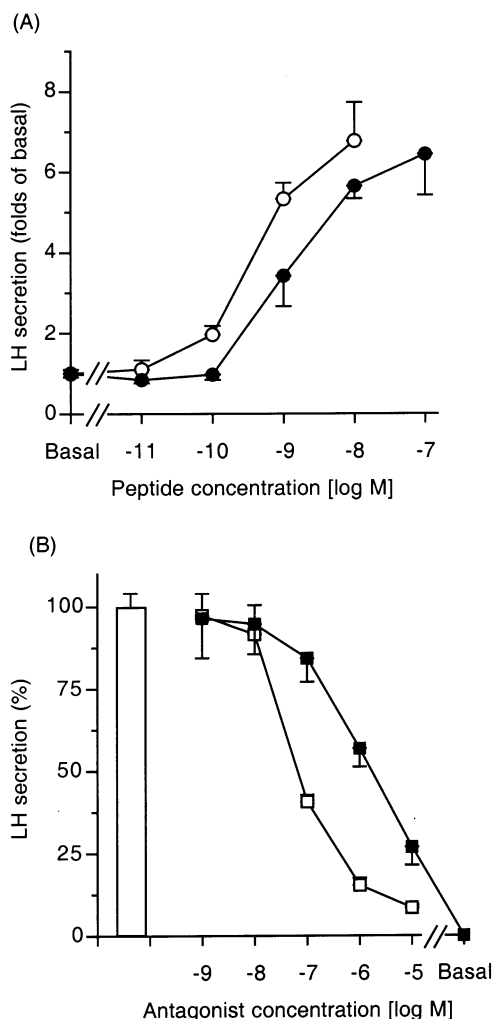 (A)
LH secretion (folds of basal)
8
6
4
2
0
Basal -11 -10 -9 -8 -7
Peptide concentration [log M]
(B)
LH secretion (%)
100
75
50
25
0
-9 -8 -7 -6 -5 Basal
Antagonist concentration [log M]